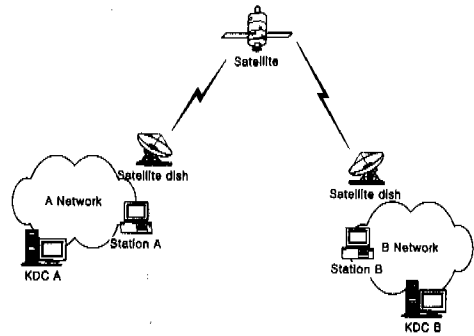 Satellite
Satellite dish
Satellite dish
A Network
Station A
KDC A
B Network
Station B
KDC B